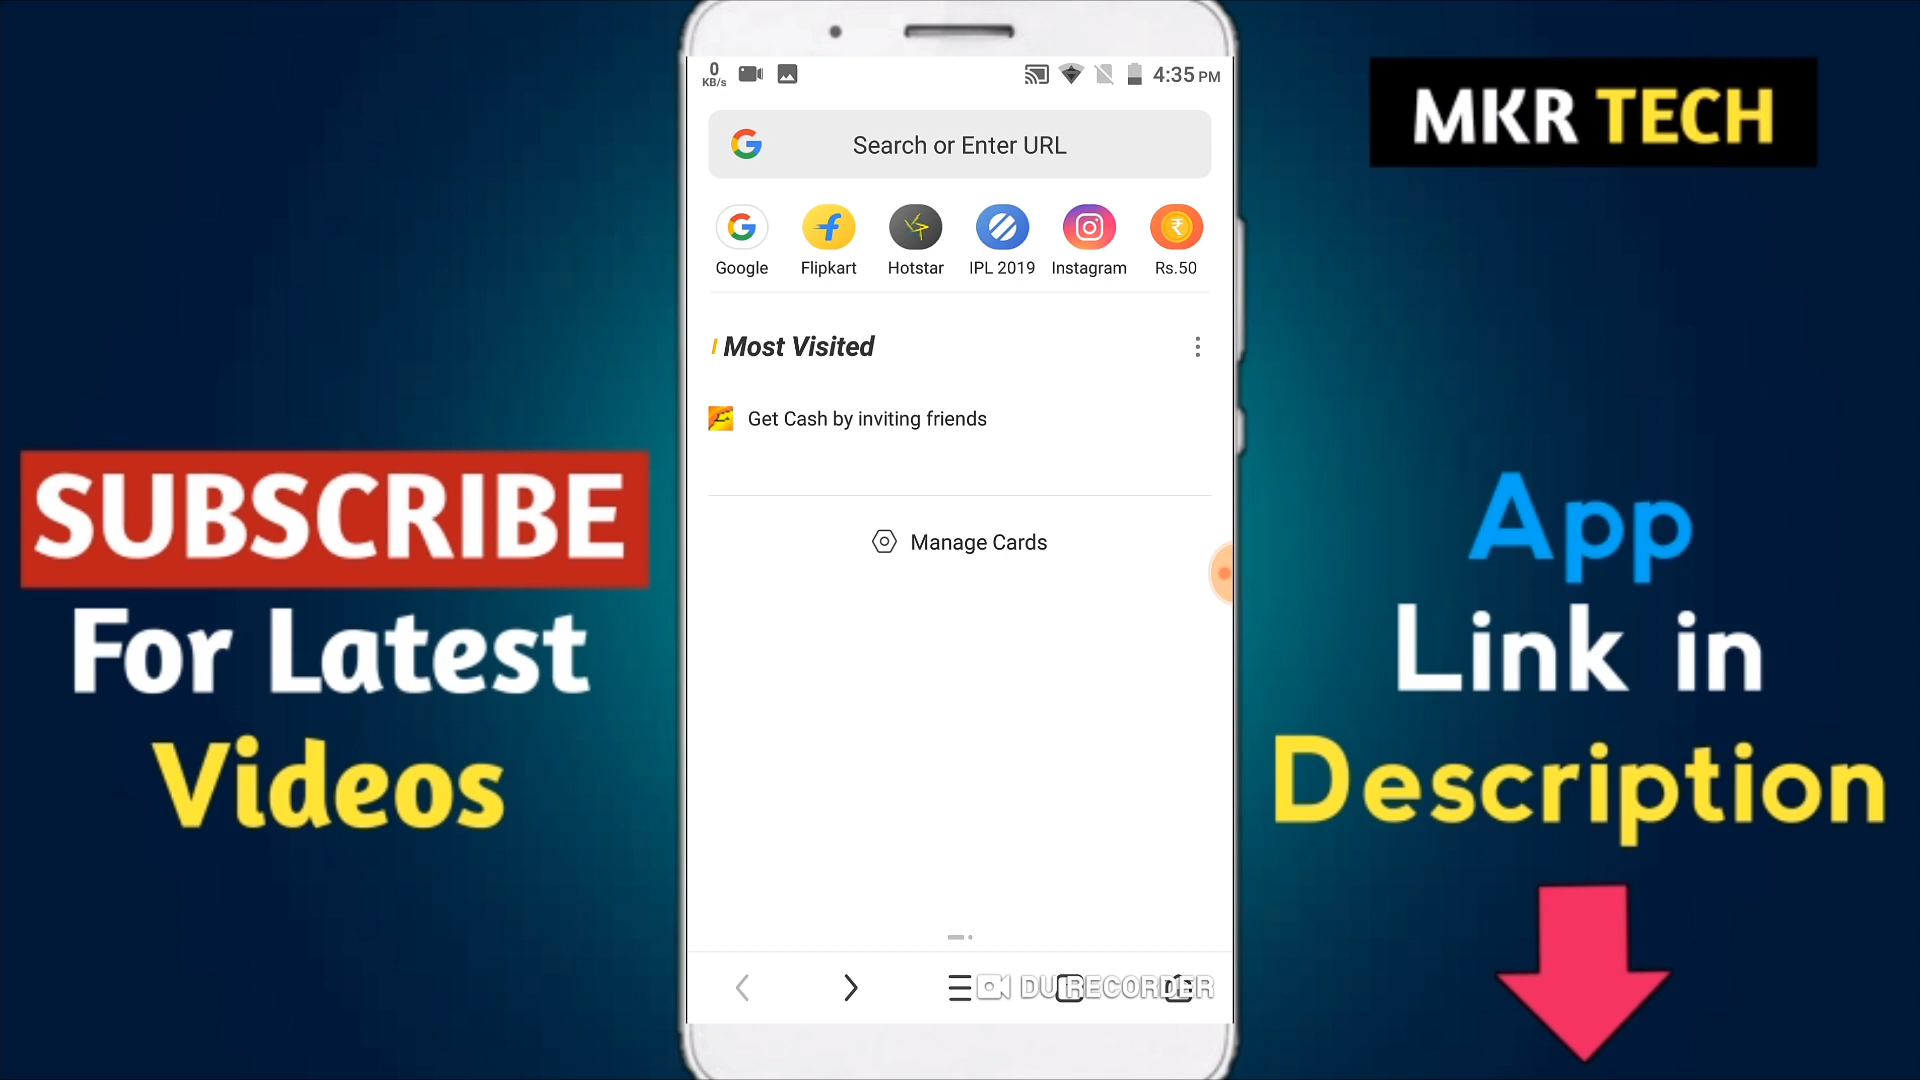 0
KB/s
4:35 PM
MKR TECH
Search or Enter URL
Google Flipkart Hotstar IPL 2019 Instagram Rs.50
Most Visited
Get Cash by inviting friends
Manage Cards
SUBSCRIBE
For Latest
Videos
App
Link in
Description
DU RECORDER